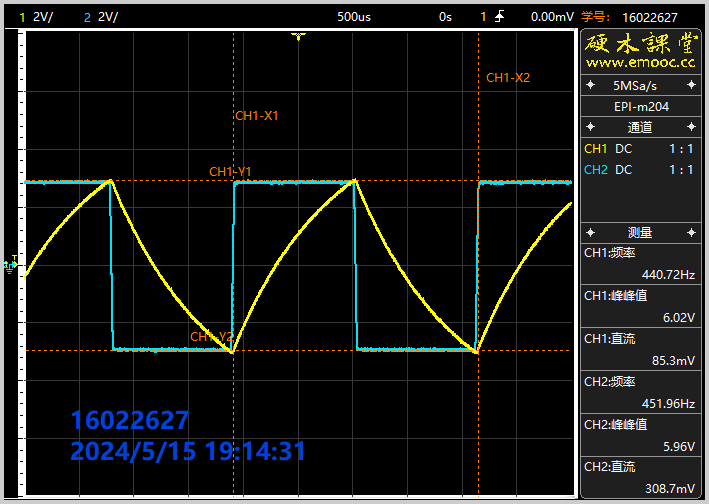 1 2V/ 2 2V/ 500us 0s 1 0.00mV 学号: 16022627
硬木課堂
www.emooc.cc
5MSa/s
EPI-m204
通道
CH1 DC 1 : 1
CH2 DC 1 : 1
测量
CH1:频率
440.72Hz
CH1:峰峰值
6.02V
CH1:直流
85.3mV
CH2:频率
451.96Hz
CH2:峰峰值
5.96V
CH2:直流
308.7mV
CH1-X2
CH1-X1
CH1-Y1
T
CH1-Y2
16022627
2024/5/15 19:14:31